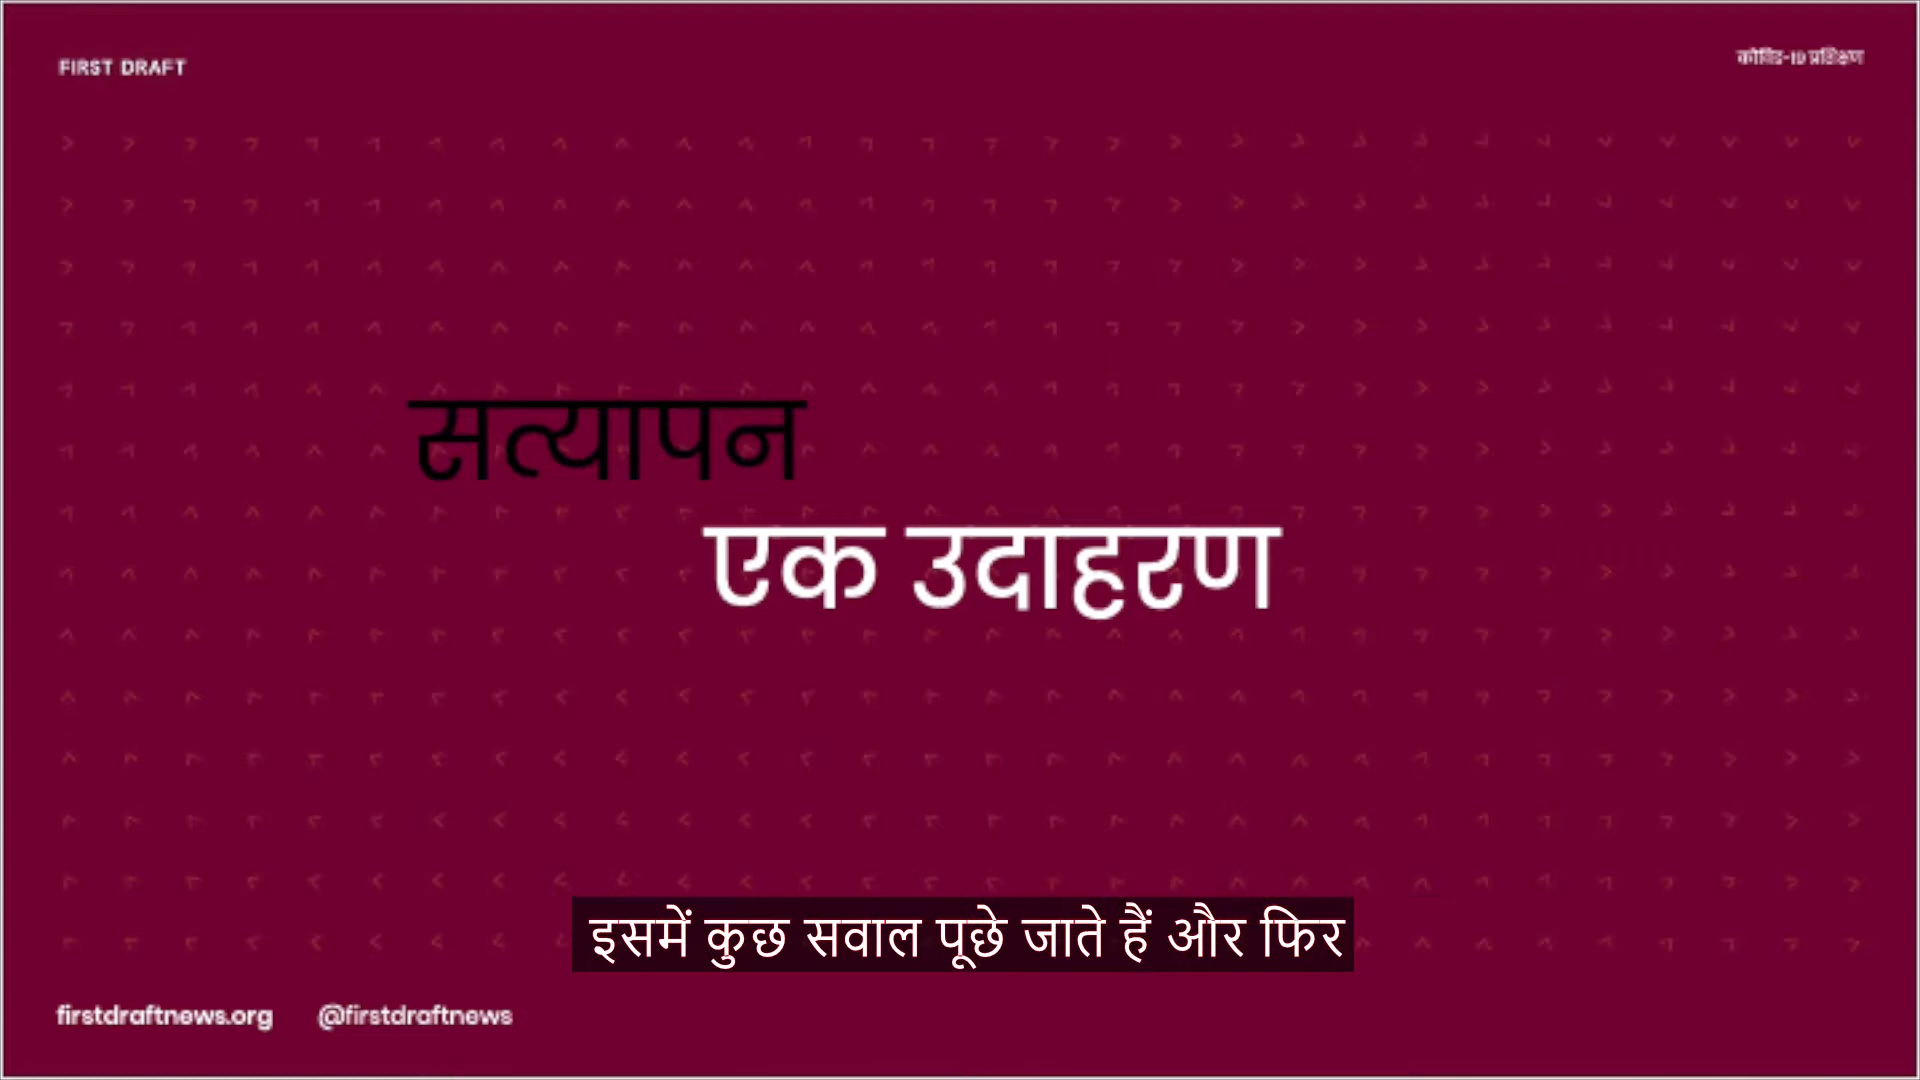 FIRST DRAFT
कोविड-19 प्रशिक्षण
सत्यापन
एक उदाहरण
इसमें कुछ सवाल पूछे जाते हैं और फिर
firstdraftnews.org
@firstdraftnews